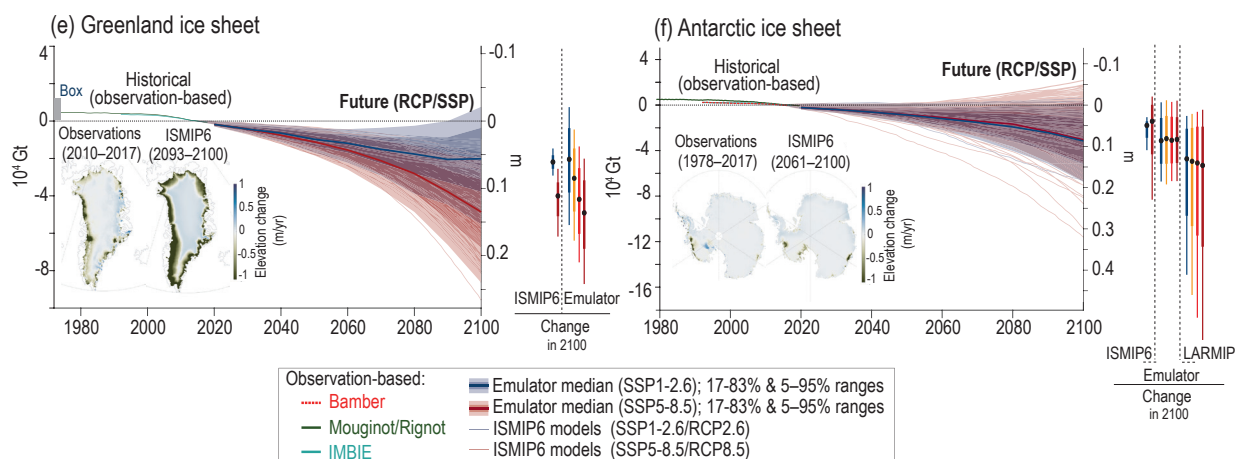 (e) Greenland ice sheet
4
0
-2
-4
-6
-8
10⁴ Gt
Box
Historical
(observation-based)
Future (RCP/SSP)
Observations
(2010–2017)
ISMIP6
(2093–2100)
1
0.5
0
-0.5
-1
Elevation change
(m/yr)
1980
2000
2020
2040
2060
2080
2100
-0.1
0
0.1
0.2
m
ISMIP6
Emulator
Change
in 2100
(f) Antarctic ice sheet
4
0
-4
-8
-12
-16
10⁴ Gt
Historical
(observation-based)
Future (RCP/SSP)
Observations
(1978–2017)
ISMIP6
(2061–2100)
1
0.5
0
-0.5
-1
Elevation change
(m/yr)
1980
2000
2020
2040
2060
2080
2100
-0.1
0
0.1
0.2
0.3
0.4
m
ISMIP6
LARMIP
Emulator
Change
in 2100
Observation-based:
Bamber
Mouginot/Rignot
IMBIE
Emulator median (SSP1-2.6); 17-83% & 5–95% ranges
Emulator median (SSP5-8.5); 17-83% & 5–95% ranges
ISMIP6 models (SSP1-2.6/RCP2.6)
ISMIP6 models (SSP5-8.5/RCP8.5)